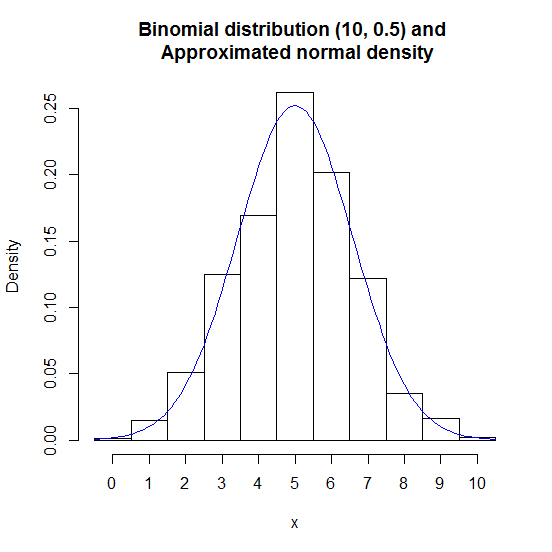 Binomial distribution (10, 0.5) and
Approximated normal density
Density
0.25
0.20
0.15
0.10
0.05
0.00
0 1 2 3 4 5 6 7 8 9 10
x